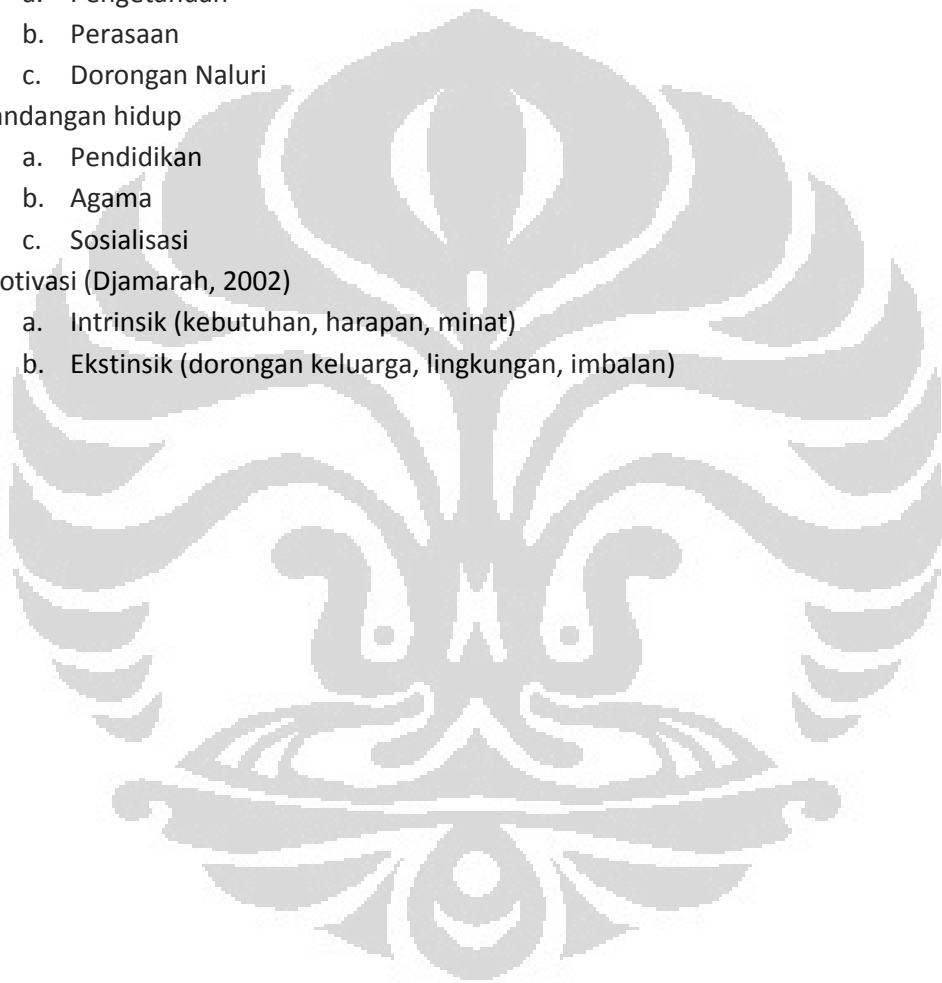 a. Pengetahuan
b. Perasaan
c. Dorongan Naluri
andangan hidup
a. Pendidikan
b. Agama
c. Sosialisasi
otivasi (Djamarah, 2002)
a. Intrinsik (kebutuhan, harapan, minat)
b. Ekstinsik (dorongan keluarga, lingkungan, imbalan)